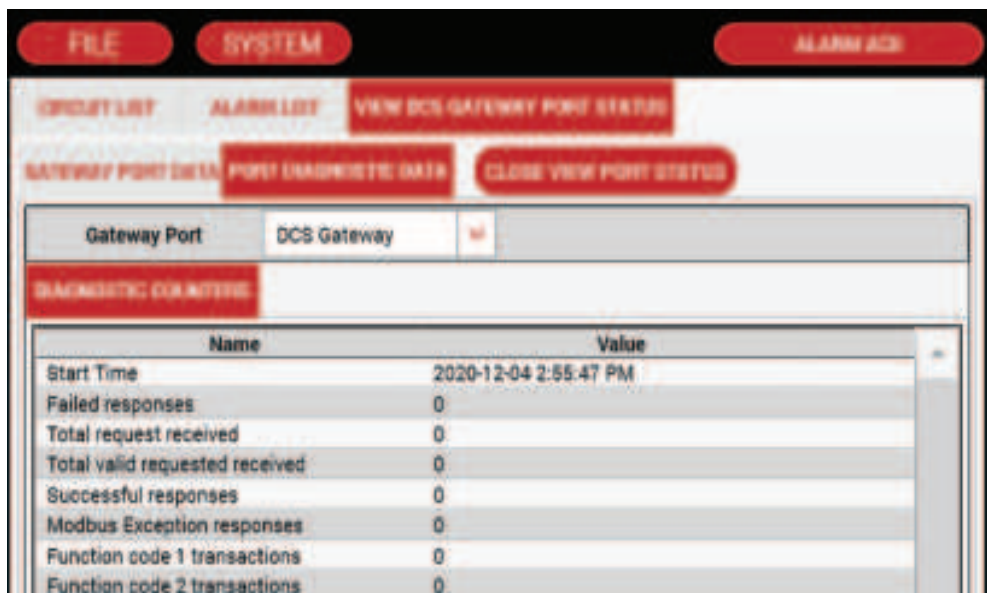 FILE SYSTEM ALARM ACK
CIRCUIT LIST ALARM LIST VIEW DCS GATEWAY PORT STATUS
GATEWAY PORT DATA PORT DIAGNOSTIC DATA CLOSE VIEW PORT STATUS
Gateway Port DCS Gateway
DIAGNOSTIC COUNTERS
Name Value
Start Time 2020-12-04 2:55:47 PM
Failed responses 0
Total request received 0
Total valid requested received 0
Successful responses 0
Modbus Exception responses 0
Function code 1 transactions 0
Function code 2 transactions 0